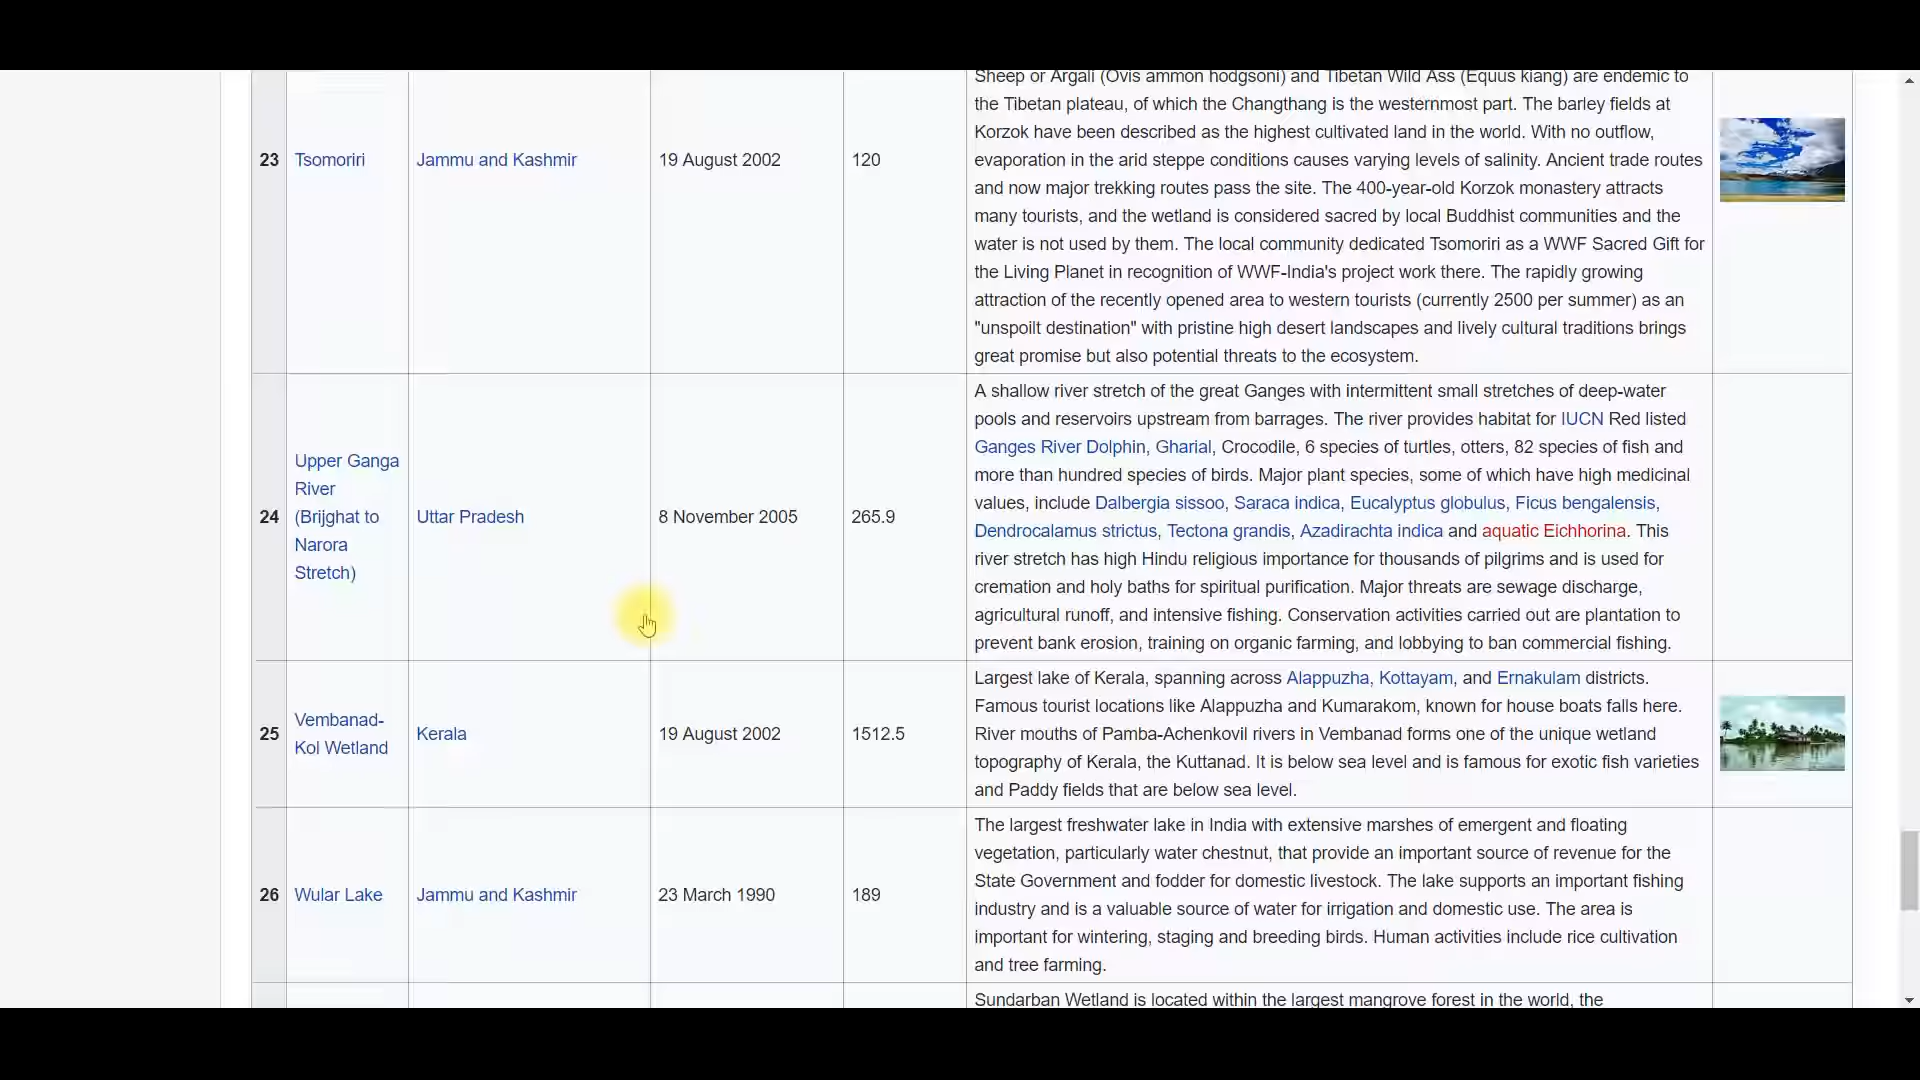 Sheep or Argali (Ovis ammon hodgsoni) and Tibetan Wild Ass (Equus kiang) are endemic to
the Tibetan plateau, of which the Changthang is the westernmost part. The barley fields at
Korzok have been described as the highest cultivated land in the world. With no outflow,
23 Tsomoriri Jammu and Kashmir 19 August 2002 120 evaporation in the arid steppe conditions causes varying levels of salinity. Ancient trade routes
and now major trekking routes pass the site. The 400-year-old Korzok monastery attracts
many tourists, and the wetland is considered sacred by local Buddhist communities and the
water is not used by them. The local community dedicated Tsomoriri as a WWF Sacred Gift for
the Living Planet in recognition of WWF-India's project work there. The rapidly growing
attraction of the recently opened area to western tourists (currently 2500 per summer) as an
"unspoilt destination" with pristine high desert landscapes and lively cultural traditions brings
great promise but also potential threats to the ecosystem.
A shallow river stretch of the great Ganges with intermittent small stretches of deep-water
pools and reservoirs upstream from barrages. The river provides habitat for IUCN Red listed
Ganges River Dolphin, Gharial, Crocodile, 6 species of turtles, otters, 82 species of fish and
Upper Ganga more than hundred species of birds. Major plant species, some of which have high medicinal
River values, include Dalbergia sissoo, Saraca indica, Eucalyptus globulus, Ficus bengalensis,
24 (Brijghat to Uttar Pradesh 8 November 2005 265.9 Dendrocalamus strictus, Tectona grandis, Azadirachta indica and aquatic Eichhorina. This
Narora river stretch has high Hindu religious importance for thousands of pilgrims and is used for
Stretch) cremation and holy baths for spiritual purification. Major threats are sewage discharge,
agricultural runoff, and intensive fishing. Conservation activities carried out are plantation to
prevent bank erosion, training on organic farming, and lobbying to ban commercial fishing.
Largest lake of Kerala, spanning across Alappuzha, Kottayam, and Ernakulam districts.
Vembanad- Famous tourist locations like Alappuzha and Kumarakom, known for house boats falls here.
25 Kol Wetland Kerala 19 August 2002 1512.5 River mouths of Pamba-Achenkovil rivers in Vembanad forms one of the unique wetland
topography of Kerala, the Kuttanad. It is below sea level and is famous for exotic fish varieties
and Paddy fields that are below sea level.
The largest freshwater lake in India with extensive marshes of emergent and floating
vegetation, particularly water chestnut, that provide an important source of revenue for the
State Government and fodder for domestic livestock. The lake supports an important fishing
26 Wular Lake Jammu and Kashmir 23 March 1990 189 industry and is a valuable source of water for irrigation and domestic use. The area is
important for wintering, staging and breeding birds. Human activities include rice cultivation
and tree farming.
Sundarban Wetland is located within the largest mangrove forest in the world, the